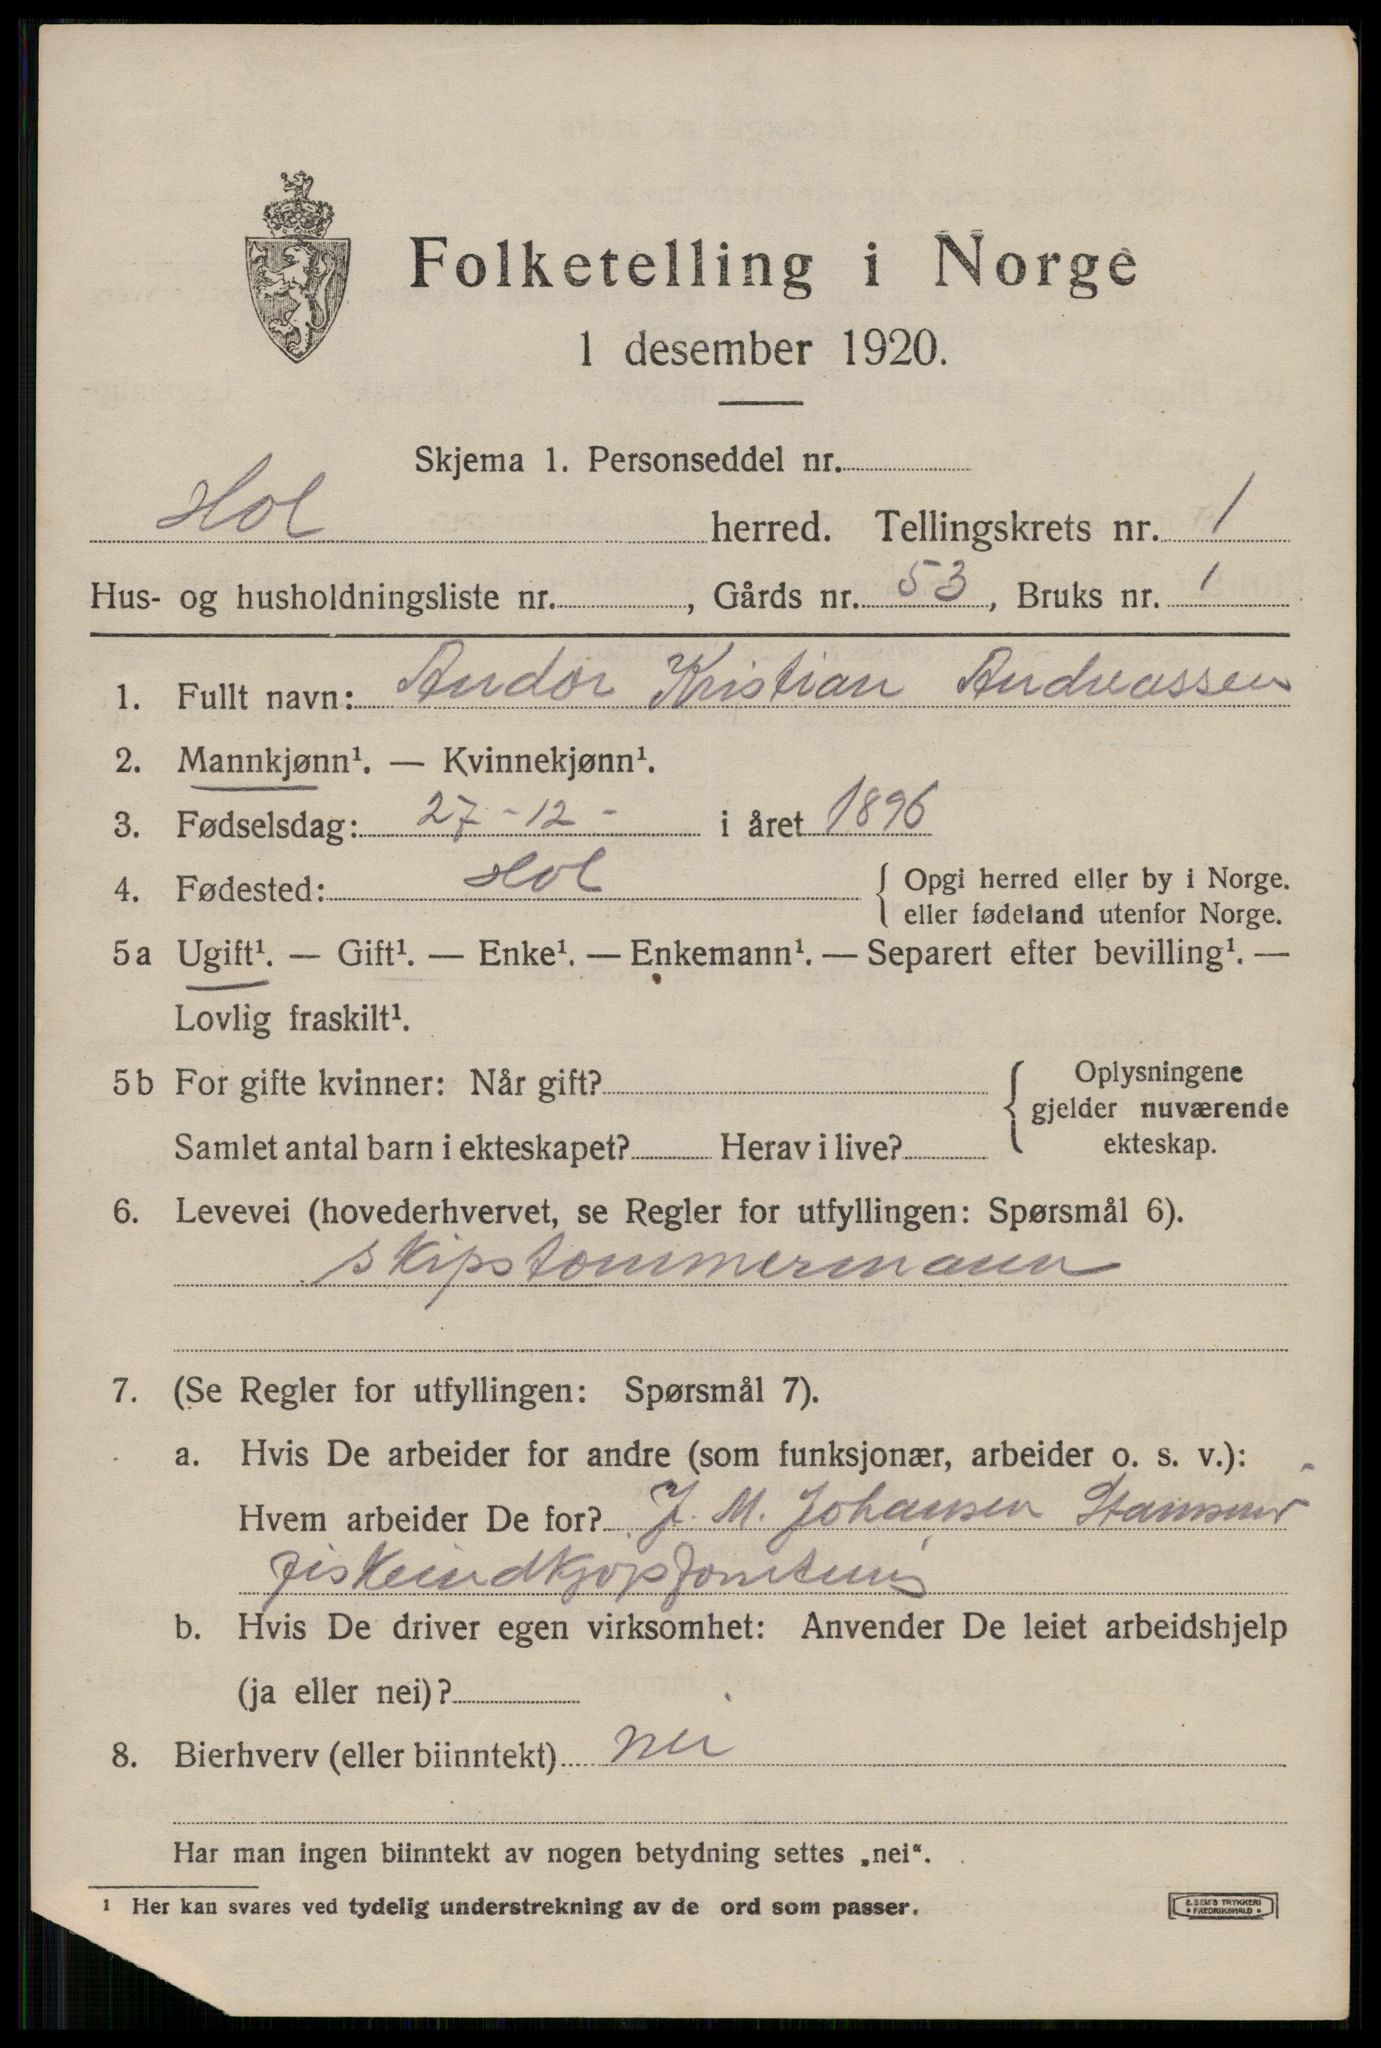 Folketelling i Norge
1 desember 1920.
Skjema 1. Personseddel nr.
Hol herred. Tellingskrets nr. 1
Hus- og husholdningsliste nr. , Gårds nr. 53, Bruks nr. 1
1. Fullt navn: Andor Kristian Andreassen
2. Mannkjønn¹. — Kvinnekjønn¹.
3. Fødselsdag: 27-12- i året 1896
4. Fødested: Hol { Opgi herred eller by i Norge.
eller fødeland utenfor Norge.
5a Ugift¹. — Gift¹. — Enke¹. — Enkemann¹. — Separert efter bevilling¹. —
Lovlig fraskilt¹.
5b For gifte kvinner: Når gift? { Oplysningene
gjelder nuværende
Samlet antal barn i ekteskapet? Herav i live? ekteskap.
6. Levevei (hovederhvervet, se Regler for utfyllingen: Spørsmål 6).
skipstommermann
7. (Se Regler for utfyllingen: Spørsmål 7).
a. Hvis De arbeider for andre (som funksjonær, arbeider o. s. v.):
Hvem arbeider De for? J. M. Johansen
b. Hvis De driver egen virksomhet: Anvender De leiet arbeidshjelp
(ja eller nei)?
8. Bierhverv (eller biinntekt) nei
Har man ingen biinntekt av nogen betydning settes „nei“.
¹ Her kan svares ved tydelig understrekning av de ord som passer.
E. SEM'S TRYKKERI
• FREDRIKSHALD •